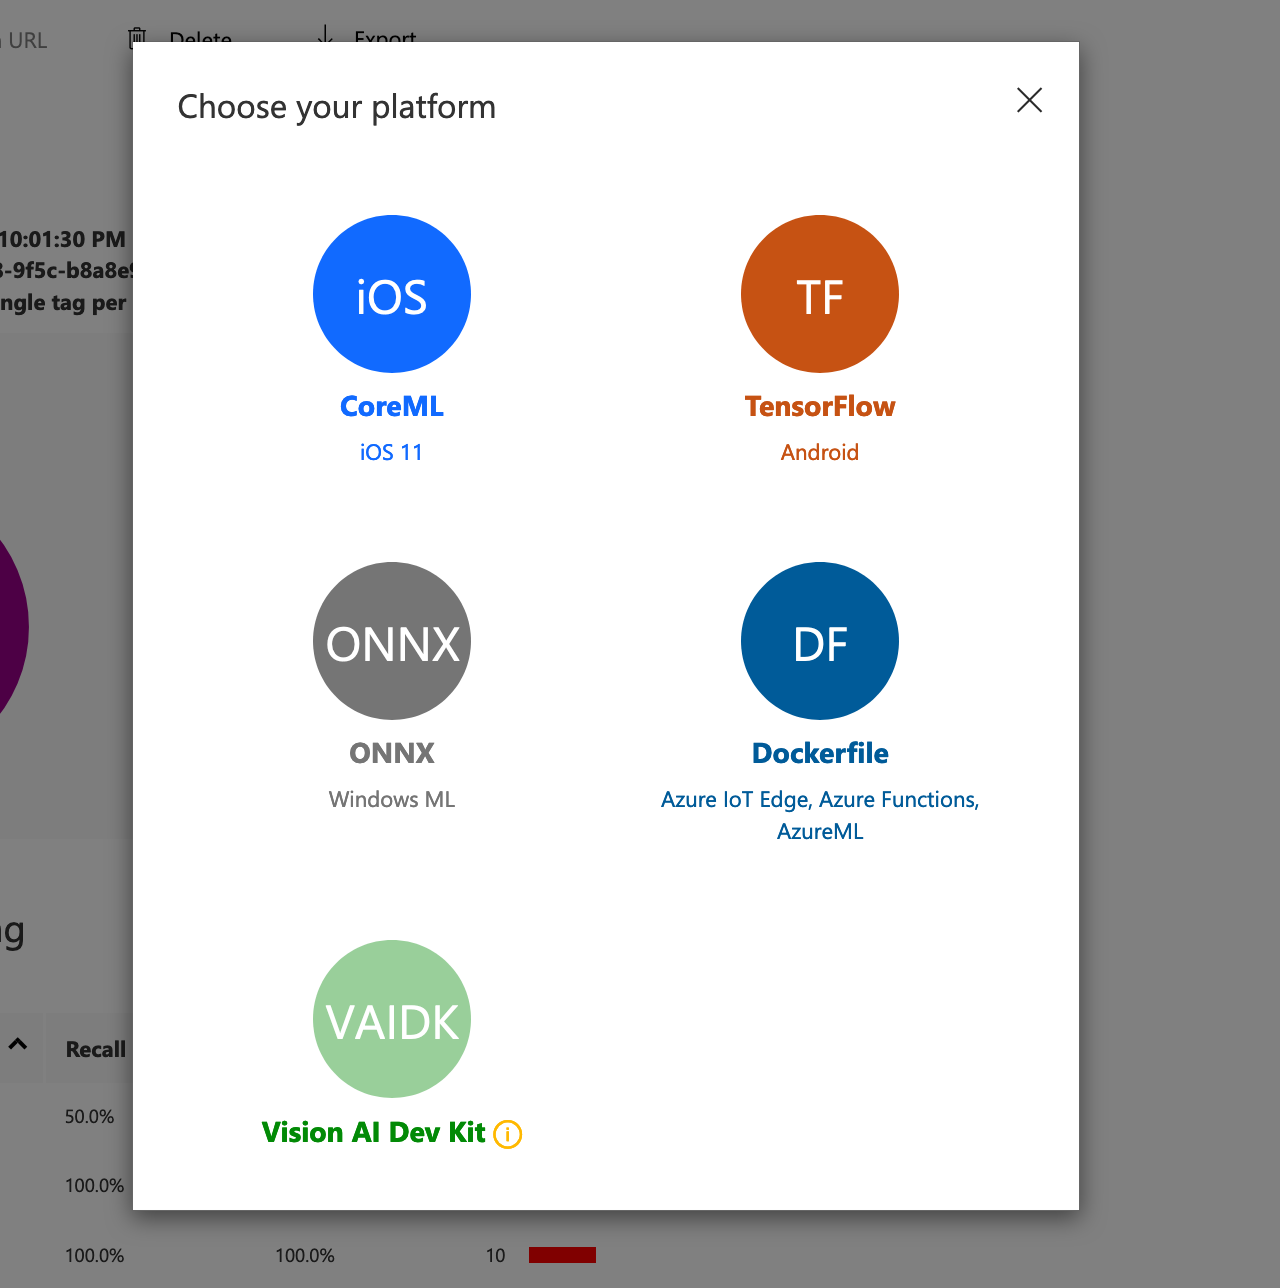 URL
Delete
Export
Choose your platform
10:01:30 PM
-9f5c-b8a8e
ngle tag per
iOS
TF
CoreML
TensorFlow
iOS 11
Android
ONNX
DF
ONNX
Dockerfile
Windows ML
Azure IoT Edge, Azure Functions,
AzureML
g
VAIDK
Recall
50.0%
Vision AI Dev Kit
100.0%
100.0% 100.0% 10